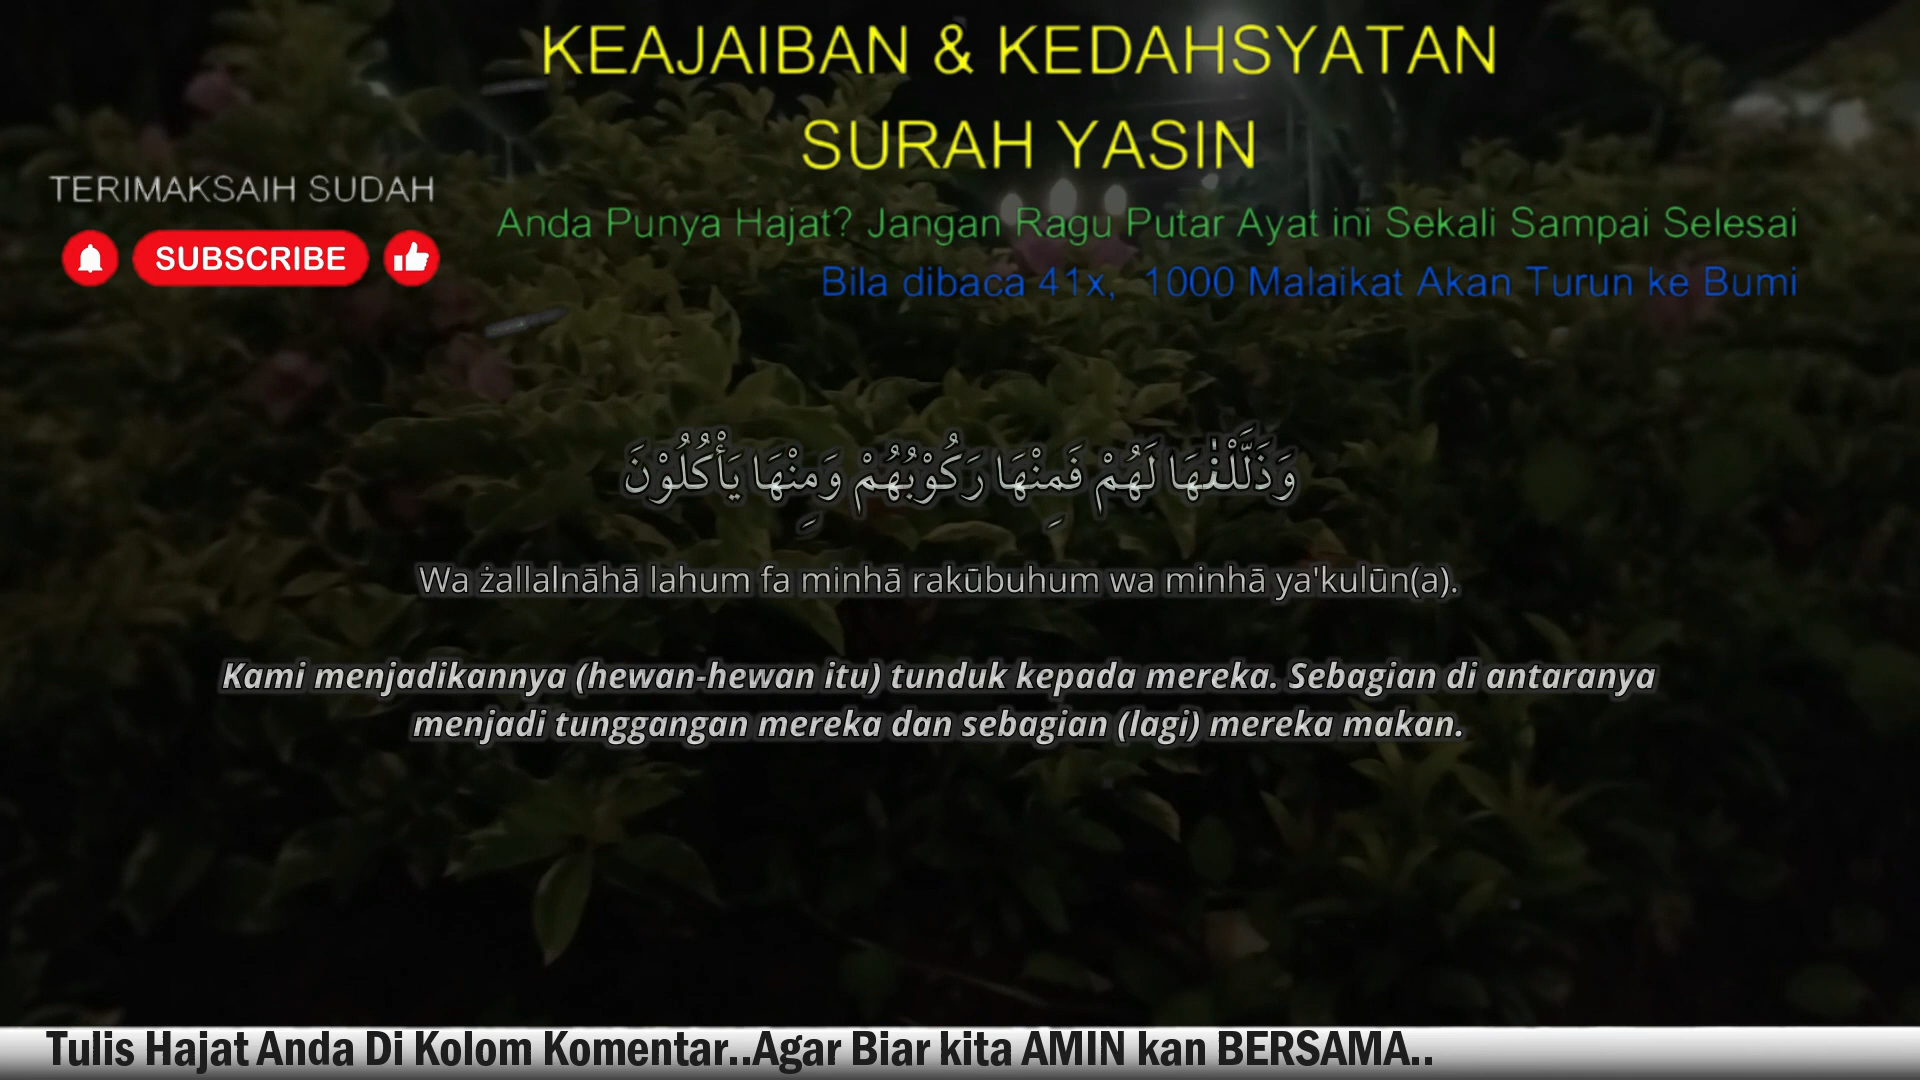 KEAJAIBAN & KEDAHSYATAN
SURAH YASIN
TERIMAKSAIH SUDAH
SUBSCRIBE
Anda Punya Hajat? Jangan Ragu Putar Ayat ini Sekali Sampai Selesai
Bila dibaca 41x, 1000 Malaikat Akan Turun ke Bumi
وَذَلَّلْنٰهَا لَهُمْ فَمِنْهَا رَكُوْبُهُمْ وَمِنْهَا يَأْكُلُوْنَ
Wa żallalnāhā lahum fa minhā rakūbuhum wa minhā ya'kulūn(a).
Kami menjadikannya (hewan-hewan itu) tunduk kepada mereka. Sebagian di antaranya
menjadi tunggangan mereka dan sebagian (lagi) mereka makan.
Tulis Hajat Anda Di Kolom Komentar..Agar Biar kita AMIN kan BERSAMA..